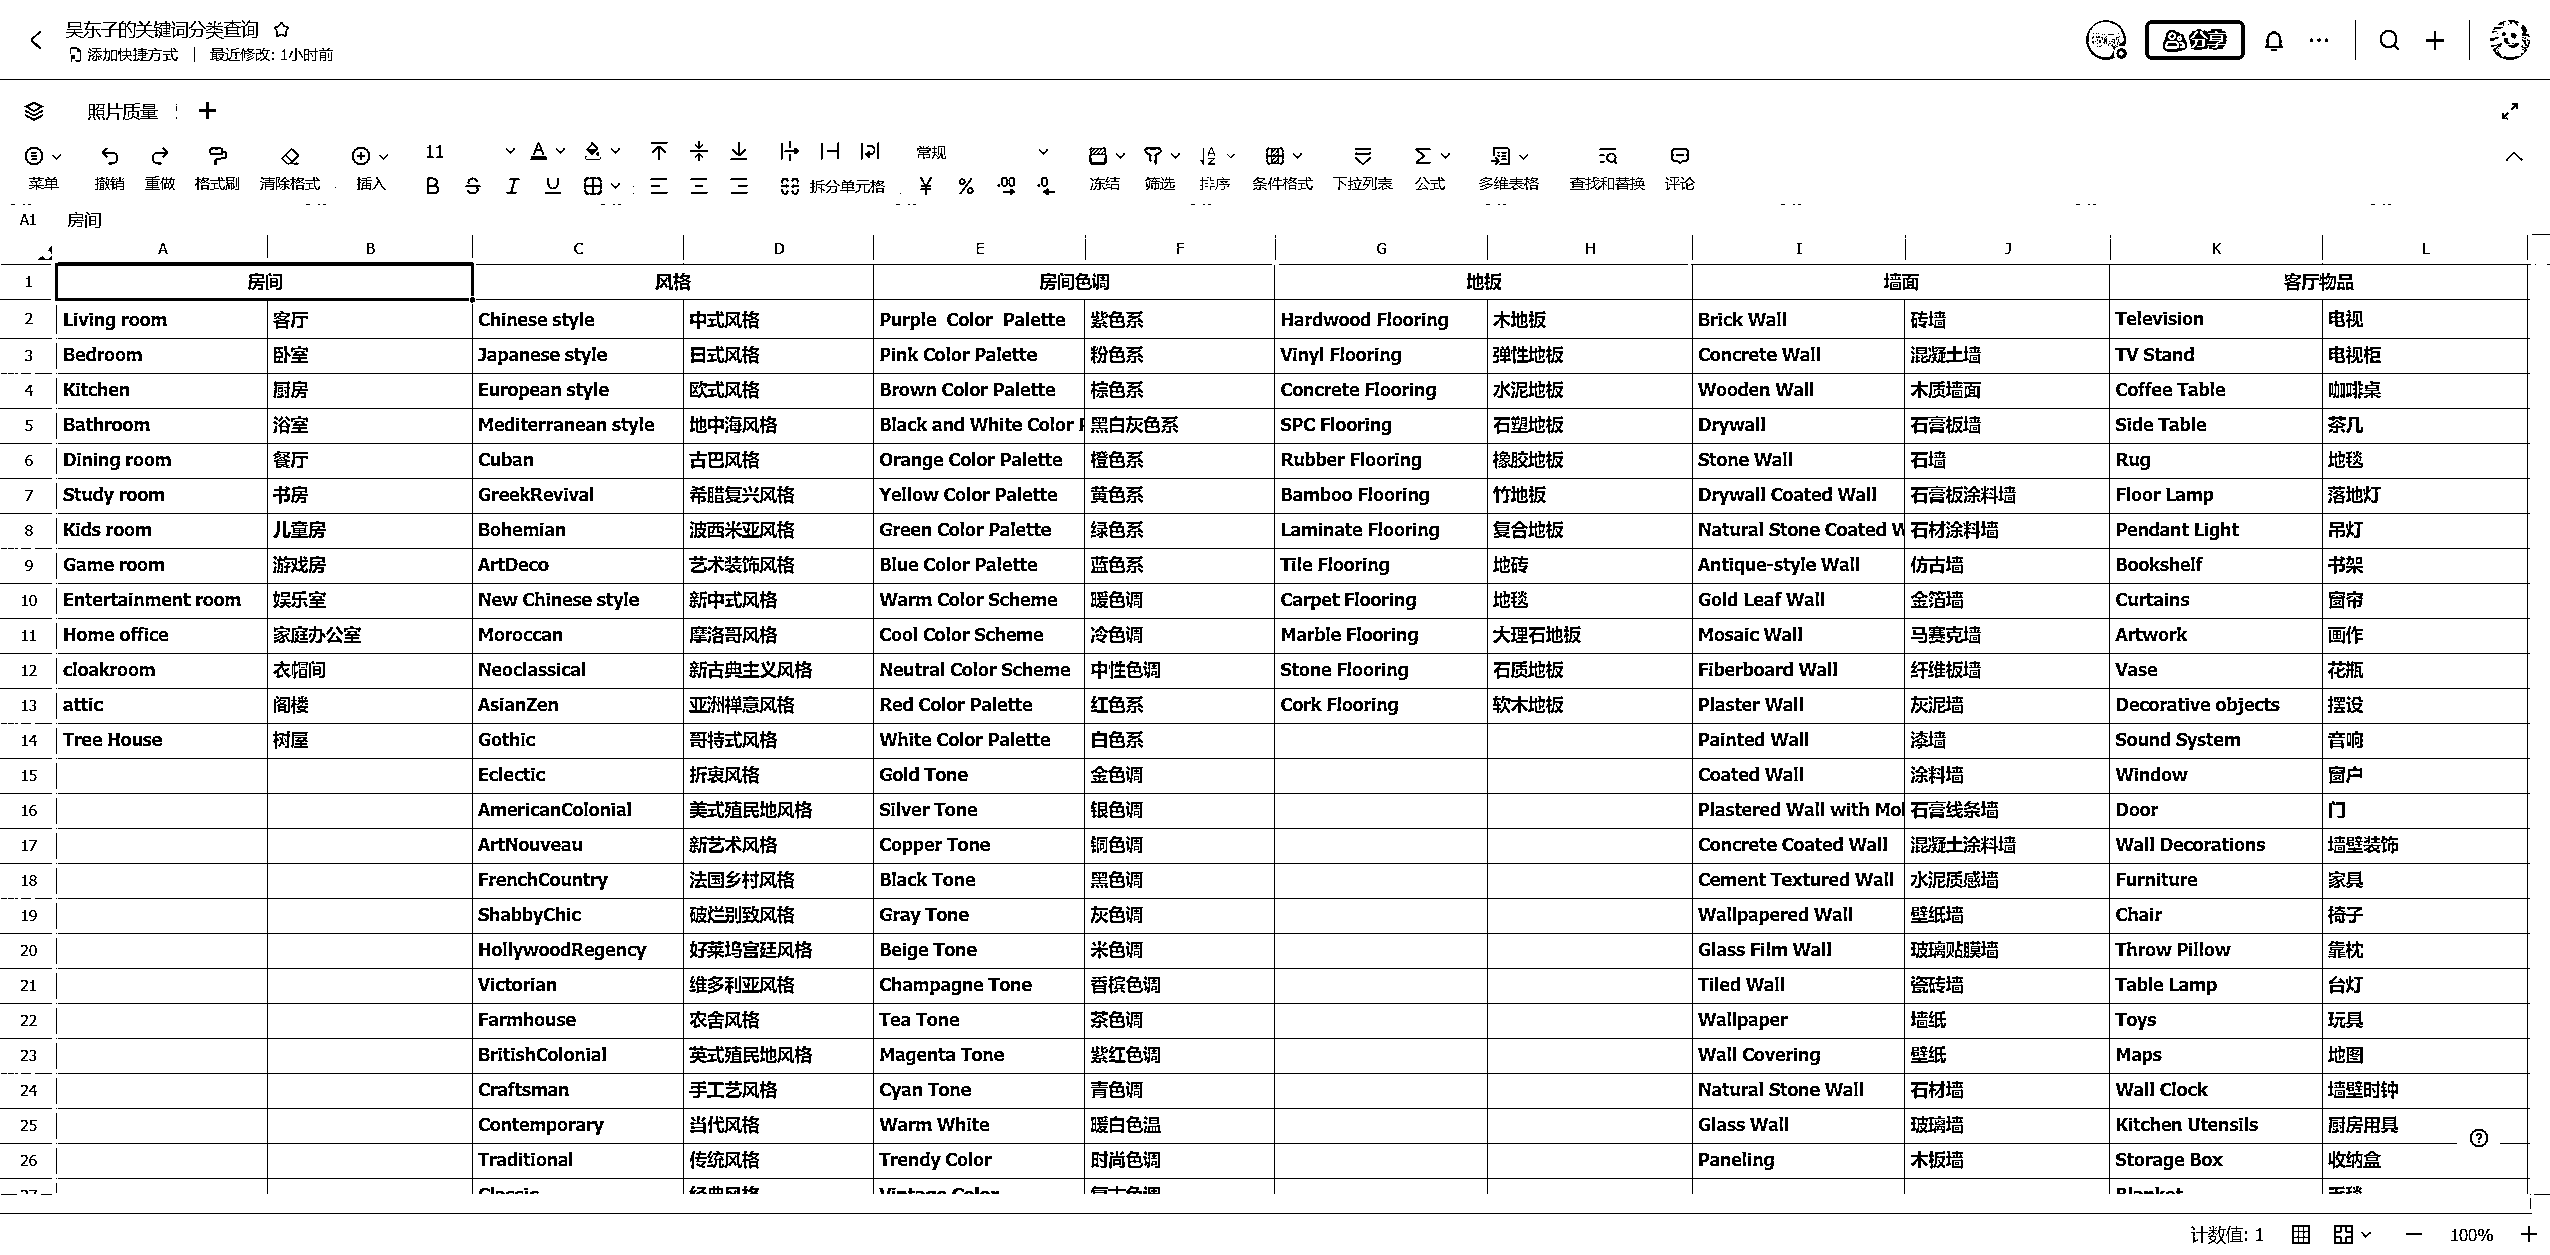 吴东子的关键词分类查询
添加快捷方式 | 最近修改: 1小时前
分享
照片质量
11 常规
菜单 撤销 重做 格式刷 清除格式 插入 拆分单元格 冻结 筛选 排序 条件格式 下拉列表 公式 多维表格 查找和替换 评论
A1 房间
A B C D E F G H I J K L
1 房间 风格 房间色调 地板 墙面 客厅物品
2 Living room 客厅 Chinese style 中式风格 Purple Color Palette 紫色系 Hardwood Flooring 木地板 Brick Wall 砖墙 Television 电视
3 Bedroom 卧室 Japanese style 日式风格 Pink Color Palette 粉色系 Vinyl Flooring 弹性地板 Concrete Wall 混凝土墙 TV Stand 电视柜
4 Kitchen 厨房 European style 欧式风格 Brown Color Palette 棕色系 Concrete Flooring 水泥地板 Wooden Wall 木质墙面 Coffee Table 咖啡桌
5 Bathroom 浴室 Mediterranean style 地中海风格 Black and White Color 黑白灰色系 SPC Flooring 石塑地板 Drywall 石膏板墙 Side Table 茶几
6 Dining room 餐厅 Cuban 古巴风格 Orange Color Palette 橙色系 Rubber Flooring 橡胶地板 Stone Wall 石墙 Rug 地毯
7 Study room 书房 GreekRevival 希腊复兴风格 Yellow Color Palette 黄色系 Bamboo Flooring 竹地板 Drywall Coated Wall 石膏板涂料墙 Floor Lamp 落地灯
8 Kids room 儿童房 Bohemian 波西米亚风格 Green Color Palette 绿色系 Laminate Flooring 复合地板 Natural Stone Coated 石材涂料墙 Pendant Light 吊灯
9 Game room 游戏房 ArtDeco 艺术装饰风格 Blue Color Palette 蓝色系 Tile Flooring 地砖 Antique-style Wall 仿古墙 Bookshelf 书架
10 Entertainment room 娱乐室 New Chinese style 新中式风格 Warm Color Scheme 暖色调 Carpet Flooring 地毯 Gold Leaf Wall 金箔墙 Curtains 窗帘
11 Home office 家庭办公室 Moroccan 摩洛哥风格 Cool Color Scheme 冷色调 Marble Flooring 大理石地板 Mosaic Wall 马赛克墙 Artwork 画作
12 cloakroom 衣帽间 Neoclassical 新古典主义风格 Neutral Color Scheme 中性色调 Stone Flooring 石质地板 Fiberboard Wall 纤维板墙 Vase 花瓶
13 attic 阁楼 AsianZen 亚洲禅意风格 Red Color Palette 红色系 Cork Flooring 软木地板 Plaster Wall 灰泥墙 Decorative objects 摆设
14 Tree House 树屋 Gothic 哥特式风格 White Color Palette 白色系 Painted Wall 漆墙 Sound System 音响
15 Eclectic 折衷风格 Gold Tone 金色调 Coated Wall 涂料墙 Window 窗户
16 AmericanColonial 美式殖民地风格 Silver Tone 银色调 Plastered Wall with Mol 石膏线条墙 Door 门
17 ArtNouveau 新艺术风格 Copper Tone 铜色调 Concrete Coated Wall 混凝土涂料墙 Wall Decorations 墙壁装饰
18 FrenchCountry 法国乡村风格 Black Tone 黑色调 Cement Textured Wall 水泥质感墙 Furniture 家具
19 ShabbyChic 破烂别致风格 Gray Tone 灰色调 Wallpapered Wall 壁纸墙 Chair 椅子
20 HollywoodRegency 好莱坞宫廷风格 Beige Tone 米色调 Glass Film Wall 玻璃贴膜墙 Throw Pillow 靠枕
21 Victorian 维多利亚风格 Champagne Tone 香槟色调 Tiled Wall 瓷砖墙 Table Lamp 台灯
22 Farmhouse 农舍风格 Tea Tone 茶色调 Wallpaper 墙纸 Toys 玩具
23 BritishColonial 英式殖民地风格 Magenta Tone 紫红色调 Wall Covering 壁纸 Maps 地图
24 Craftsman 手工艺风格 Cyan Tone 青色调 Natural Stone Wall 石材墙 Wall Clock 墙壁时钟
25 Contemporary 当代风格 Warm White 暖白色温 Glass Wall 玻璃墙 Kitchen Utensils 厨房用具
26 Traditional 传统风格 Trendy Color 时尚色调 Paneling 木板墙 Storage Box 收纳盒
计数值: 1 100%